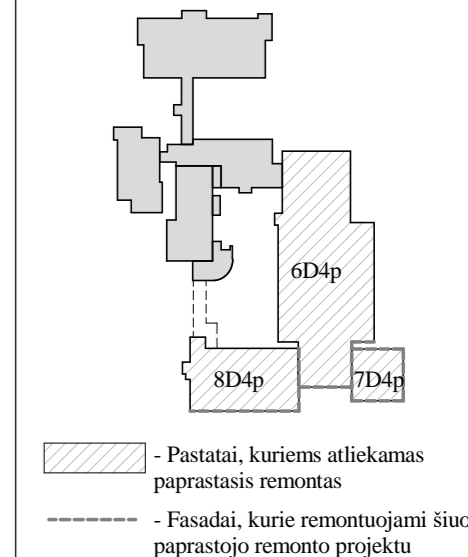 6D4p
8D4p
7D4p
- Pastatai, kuriems atliekamas
paprastasis remontas
- Fasadai, kurie remontuojami šiuo
paprastojo remonto projektu